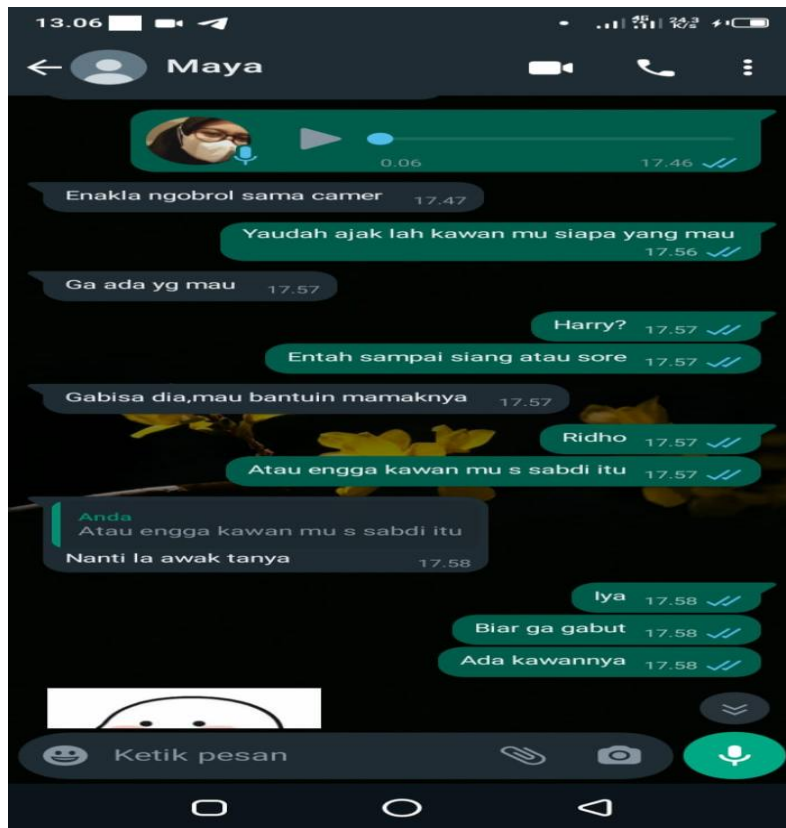 13.06
4G 24,3 K/s
Maya
0.06 17.46
Enakla ngobrol sama camer 17.47
Yaudah ajak lah kawan mu siapa yang mau
17.56
Ga ada yg mau 17.57
Harry? 17.57
Entah sampai siang atau sore 17.57
Gabisa dia,mau bantuin mamaknya 17.57
Ridho 17.57
Atau engga kawan mu s sabdi itu 17.57
Anda
Atau engga kawan mu s sabdi itu
Nanti la awak tanya 17.58
Iya 17.58
Biar ga gabut 17.58
Ada kawannya 17.58
Ketik pesan